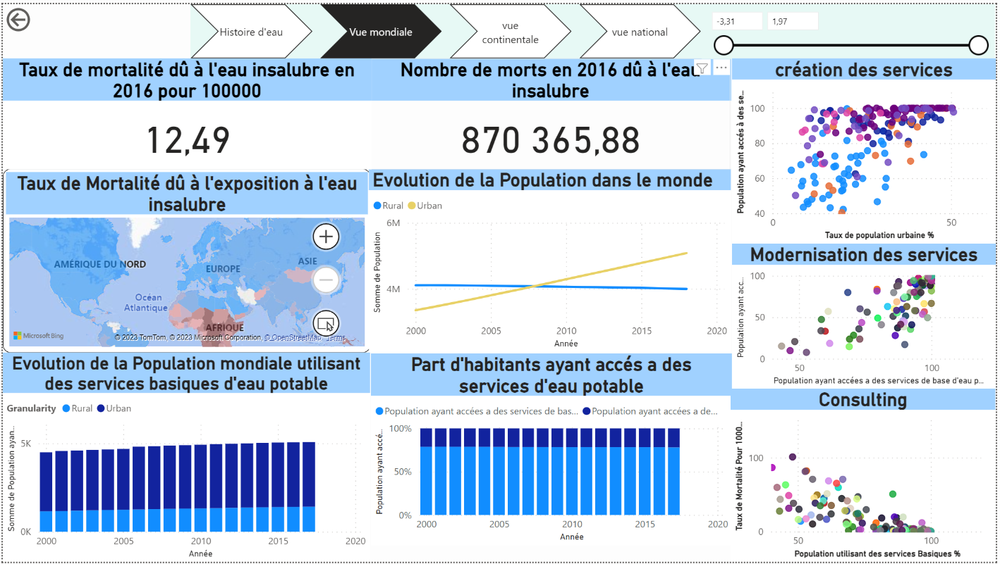 Histoire d'eau
Vue mondiale
vue
continentale
vue national
-3,31
1,97
Taux de mortalité dû à l'eau insalubre en
2016 pour 100000
12,49
Nombre de morts en 2016 dû à l'eau
insalubre
870 365,88
création des services
Population ayant accés à des se...
100
80
60
40
0
50
Taux de population urbaine %
Taux de Mortalité dû à l'exposition à l'eau
insalubre
AMÉRIQUE DU NORD
EUROPE
ASIE
Océan
Atlantique
AFRIQUE
Microsoft Bing
© 2023 TomTom, © 2023 Microsoft Corporation, © OpenStreetMap Terms
Evolution de la Population dans le monde
Rural
Urban
Somme de Population
6M
4M
2000
2005
2010
2015
2020
Année
Modernisation des services
Population ayant acc...
100
50
0
50
100
Population ayant accées a des services de base d'eau p...
Evolution de la Population mondiale utilisant
des services basiques d'eau potable
Granularity
Rural
Urban
Somme de Population ayan...
5K
0K
2000
2005
2010
2015
2020
Année
Part d'habitants ayant accés a des
services d'eau potable
Population ayant accées a des services de bas...
Population ayant accées a de...
Population ayant accé...
100%
50%
0%
2000
2005
2010
2015
2020
Année
Consulting
Taux de Mortalité Pour 1000...
100
0
50
100
Population utilisant des services Basiques %